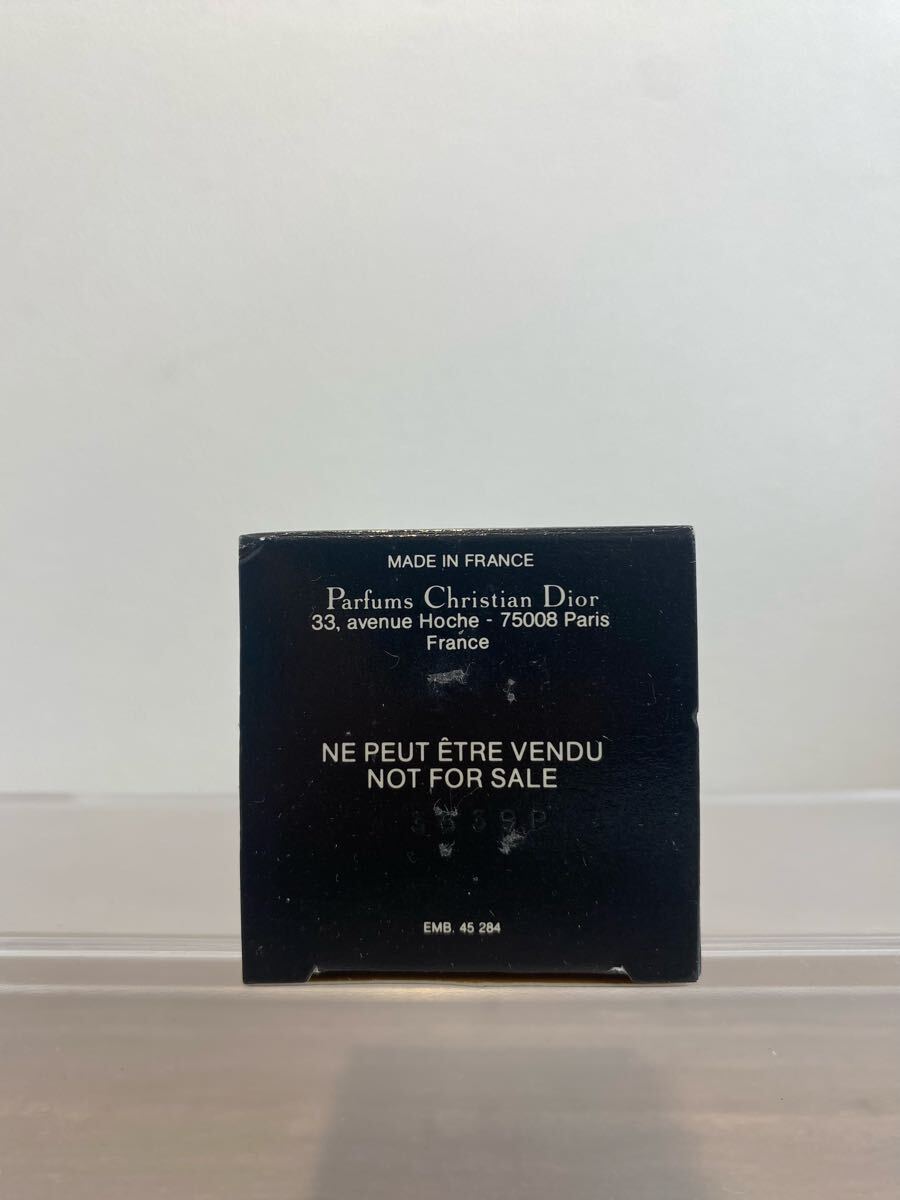 MADE IN FRANCE
Parfums Christian Dior
33, avenue Hoche - 75008 Paris
France
NE PEUT ÊTRE VENDU
NOT FOR SALE
EMB. 45 284